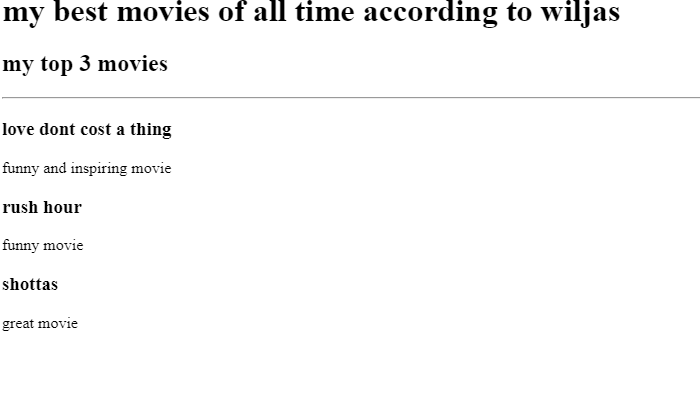 my best movies of all time according to wiljas
my top 3 movies
love dont cost a thing
funny and inspiring movie
rush hour
funny movie
shottas
great movie